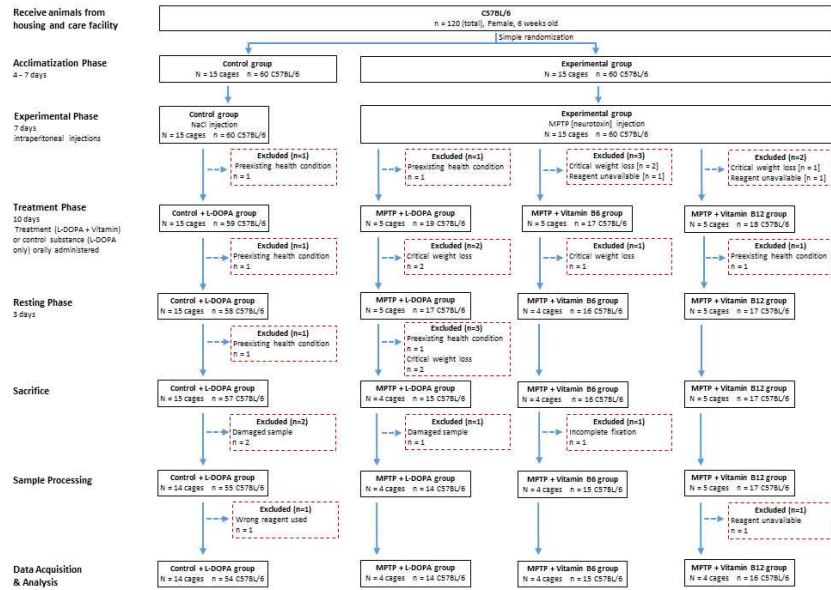 Receive animals from
housing and care facility
C57BL/6
n = 120 (total), Female, 6 weeks old
Simple randomization
Acclimatization Phase
4 - 7 days
Control group
N = 15 cages n = 60 C57BL/6
Experimental group
N = 15 cages n = 60 C57BL/6
Experimental Phase
7 days
intraperitoneal injections
Control group
NaCl injection
N = 15 cages n = 60 C57BL/6
Experimental group
MPTP [neurotoxin] injection
N = 15 cages n = 60 C57BL/6
Excluded (n=1)
Preexisting health condition
n = 1
Excluded (n=1)
Preexisting health condition
n = 1
Excluded (n=3)
Critical weight loss [n = 2]
Reagent unavailable [n = 1]
Excluded (n=2)
Critical weight loss [n = 1]
Reagent unavailable [n = 1]
Treatment Phase
10 days
Treatment (L-DOPA + Vitamin)
or control substance (L-DOPA
only) orally administered
Control + L-DOPA group
N = 15 cages n = 59 C57BL/6
MPTP + L-DOPA group
N = 5 cages n = 19 C57BL/6
MPTP + Vitamin B6 group
N = 5 cages n = 17 C57BL/6
MPTP + Vitamin B12 group
N = 5 cages n = 18 C57BL/6
Excluded (n=1)
Preexisting health condition
n = 1
Excluded (n=2)
Critical weight loss
n = 2
Excluded (n=1)
Critical weight loss
n = 1
Excluded (n=1)
Preexisting health condition
n = 1
Resting Phase
3 days
Control + L-DOPA group
N = 15 cages n = 58 C57BL/6
MPTP + L-DOPA group
N = 5 cages n = 17 C57BL/6
MPTP + Vitamin B6 group
N = 4 cages n = 16 C57BL/6
MPTP + Vitamin B12 group
N = 5 cages n = 17 C57BL/6
Excluded (n=1)
Preexisting health condition
n = 1
Excluded (n=3)
Preexisting health condition
n = 1
Critical weight loss
n = 2
Sacrifice
Control + L-DOPA group
N = 15 cages n = 57 C57BL/6
MPTP + L-DOPA group
N = 4 cages n = 15 C57BL/6
MPTP + Vitamin B6 group
N = 4 cages n = 16 C57BL/6
MPTP + Vitamin B12 group
N = 5 cages n = 17 C57BL/6
Excluded (n=2)
Damaged sample
n = 2
Excluded (n=1)
Damaged sample
n = 1
Excluded (n=1)
Incomplete fixation
n = 1
Sample Processing
Control + L-DOPA group
N = 14 cages n = 55 C57BL/6
MPTP + L-DOPA group
N = 4 cages n = 14 C57BL/6
MPTP + Vitamin B6 group
N = 4 cages n = 15 C57BL/6
MPTP + Vitamin B12 group
N = 5 cages n = 17 C57BL/6
Excluded (n=1)
Wrong reagent used
n = 1
Excluded (n=1)
Reagent unavailable
n = 1
Data Acquisition
& Analysis
Control + L-DOPA group
N = 14 cages n = 54 C57BL/6
MPTP + L-DOPA group
N = 4 cages n = 14 C57BL/6
MPTP + Vitamin B6 group
N = 4 cages n = 15 C57BL/6
MPTP + Vitamin B12 group
N = 4 cages n = 16 C57BL/6